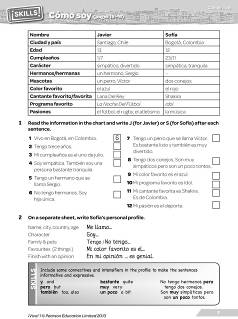 SKILLS
Cómo soy
Nombre Javier Sofía
Ciudad y país Santiago, Chile Bogotá, Colombia
Edad 13 12
Cumpleaños 1/7 23/11
Carácter simpático, divertido simpática, tranquila
Hermanos/hermanas un hermano, Sergio
Mascotas un perro, Víctor dos conejos
Color favorito el azul el rojo
Cantante favorito/favorita Lana Del Rey Shakira
Programa favorito La Noche Del Fútbol
Pasiones el fútbol, el rugby, el atletismo la música
1 Read the information in the chart and write J (for Javier) or S (for Sofía) after each
sentence.
1 Vivo en Bogotá, en Colombia. S
2 Tengo trece años.
3 Mi cumpleaños es el uno de julio.
4 Soy simpática. También soy una
persona bastante tranquila.
5 Tengo un hermano que se
llama Sergio.
6 No tengo hermanos. Soy
hija única.
7 Tengo un perro que se llama Víctor.
Es bastante listo y también es muy
divertido.
8 Tengo dos conejos. Son muy
simpáticos pero son un poco tontos.
9 Mi color favorito es el azul.
10 Mi programa favorito es
11 Mi cantante favorita es Shakira.
Es de Colombia.
12 Mi pasión es el deporte.
2 On a separate sheet, write Sofía's personal profile.
Name, city, country, age Me llamo…
Character Soy…
Family & pets Tengo / No tengo…
Favourites (2 things) Mi color favorito es el…
Finish with an opinion En mi opinión … es genial.
SKILLS
Include some connectives and intensifiers in the profile to make the sentences
informative and expressive.
y and bastante quite No tengo hermanos pero
pero but muy very tengo dos conejos.
también too, also un poco a bit Son muy simpáticos pero
son un poco tontos.
¡Viva! 1 © Pearson Education Limited 2013